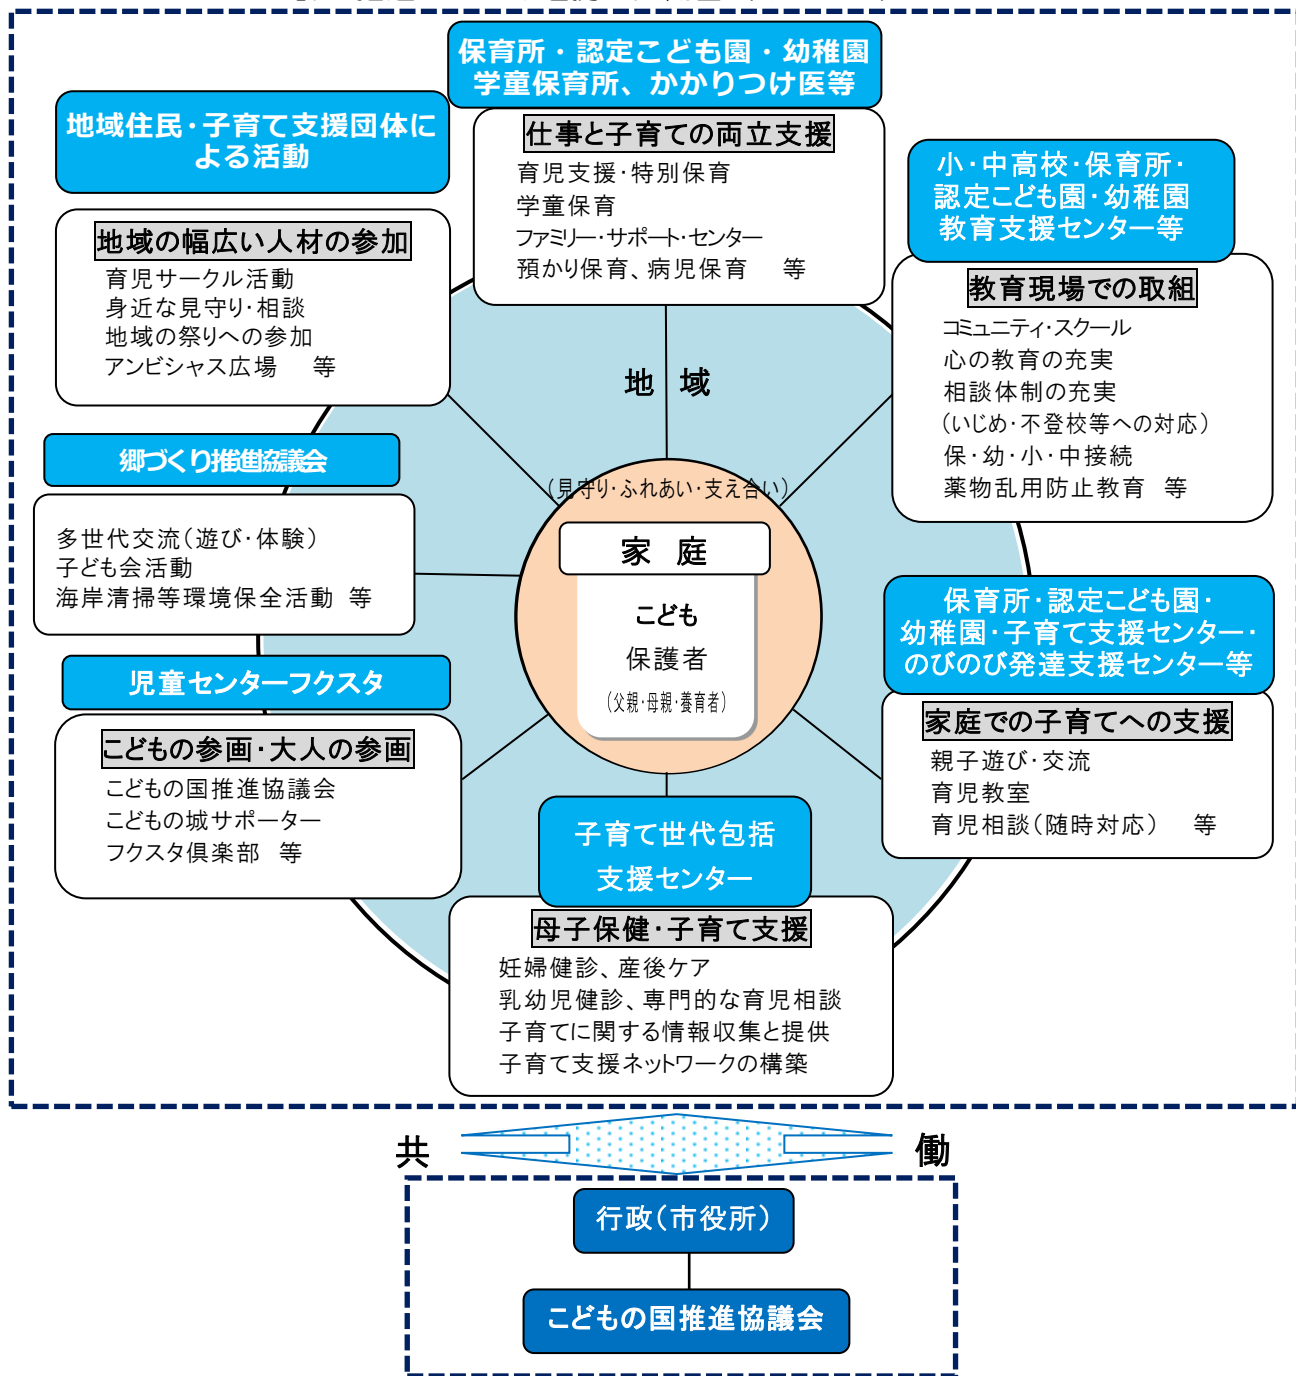 保育所・認定こども園・幼稚園
学童保育所、かかりつけ医等
仕事と子育ての両立支援
育児支援・特別保育
学童保育
ファミリー・サポート・センター
預かり保育、病児保育　等
地域住民・子育て支援団体に
よる活動
地域の幅広い人材の参加
育児サークル活動
身近な見守り・相談
地域の祭りへの参加
アンビシャス広場　等
小・中高校・保育所・
認定こども園・幼稚園
教育支援センター等
教育現場での取組
コミュニティ・スクール
心の教育の充実
相談体制の充実
（いじめ・不登校等への対応）
保・幼・小・中接続
薬物乱用防止教育　等
地　域
（見守り・ふれあい・支え合い）
家　庭
こども
保護者
（父親・母親・養育者）
郷づくり推進協議会
多世代交流（遊び・体験）
子ども会活動
海岸清掃等環境保全活動　等
児童センターフクスタ
こどもの参画・大人の参画
こどもの国推進協議会
こどもの城サポーター
フクスタ倶楽部　等
保育所・認定こども園・
幼稚園・子育て支援センター・
のびのび発達支援センター等
家庭での子育てへの支援
親子遊び・交流
育児教室
育児相談（随時対応）　等
子育て世代包括
支援センター
母子保健・子育て支援
妊婦健診、産後ケア
乳幼児健診、専門的な育児相談
子育てに関する情報収集と提供
子育て支援ネットワークの構築
共　働
行政（市役所）
こどもの国推進協議会